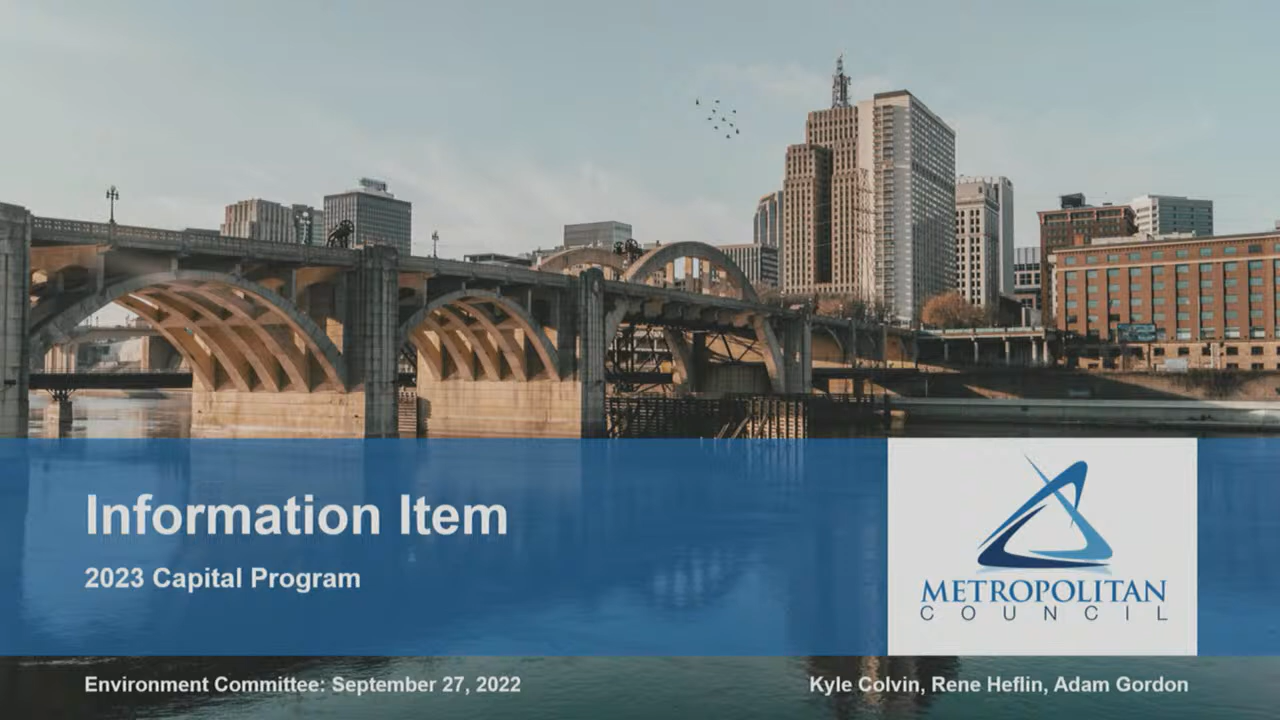 Information Item
2023 Capital Program
METROPOLITAN
COUNCIL
Environment Committee: September 27, 2022
Kyle Colvin, Rene Heflin, Adam Gordon